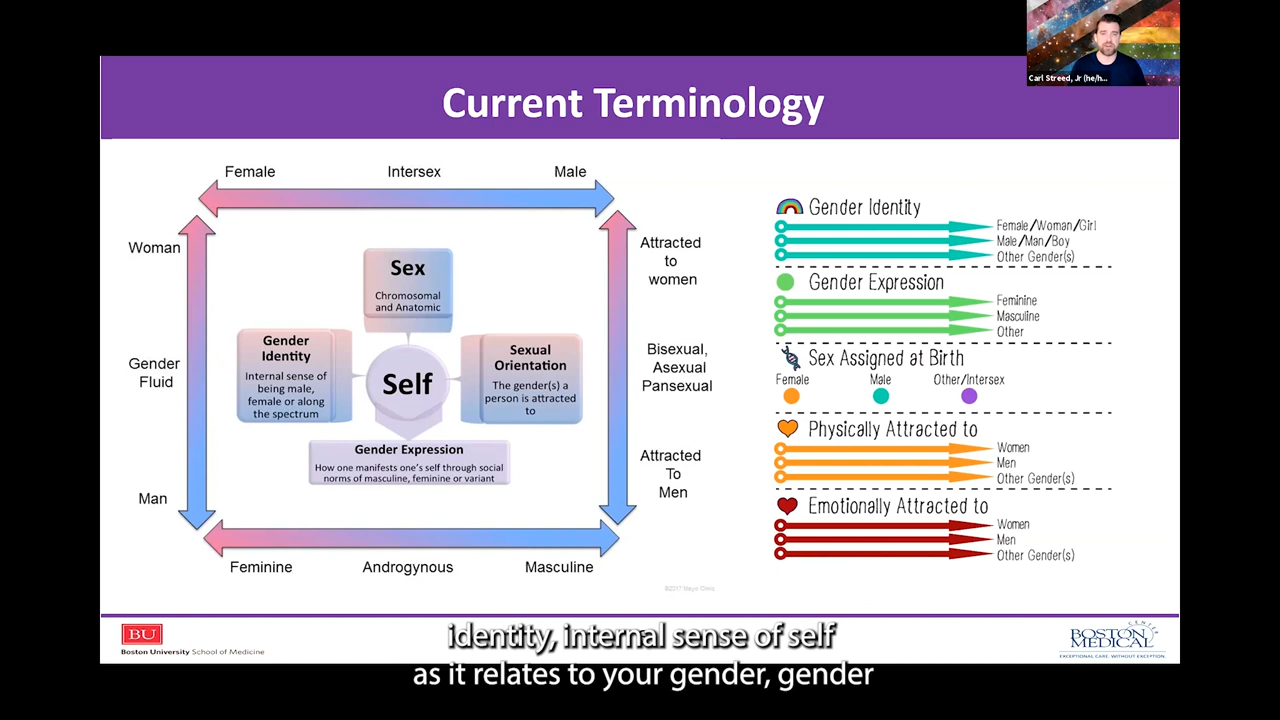 Carl Streed, Jr (he/h...
Current Terminology
Female Intersex Male
Woman
Gender
Fluid
Man
Sex
Chromosomal
and Anatomic
Gender
Identity
Internal sense of
being male,
female or along
the spectrum
Self
Sexual
Orientation
The gender(s) a
person is attracted
to
Gender Expression
How one manifests one's self through social
norms of masculine, feminine or variant
Attracted
to
women
Bisexual,
Asexual
Pansexual
Attracted
To
Men
Feminine Androgynous Masculine
Gender Identity
Female/Woman/Girl
Male/Man/Boy
Other Gender(s)
Gender Expression
Feminine
Masculine
Other
Sex Assigned at Birth
Female Male Other/Intersex
Physically Attracted to
Women
Men
Other Gender(s)
Emotionally Attracted to
Women
Men
Other Gender(s)
©2017 Mayo Clinic
BU
Boston University School of Medicine
BOSTON
MEDICAL
CENTER
EXCEPTIONAL CARE. WITHOUT EXCEPTION.
identity, internal sense of self
as it relates to your gender, gender